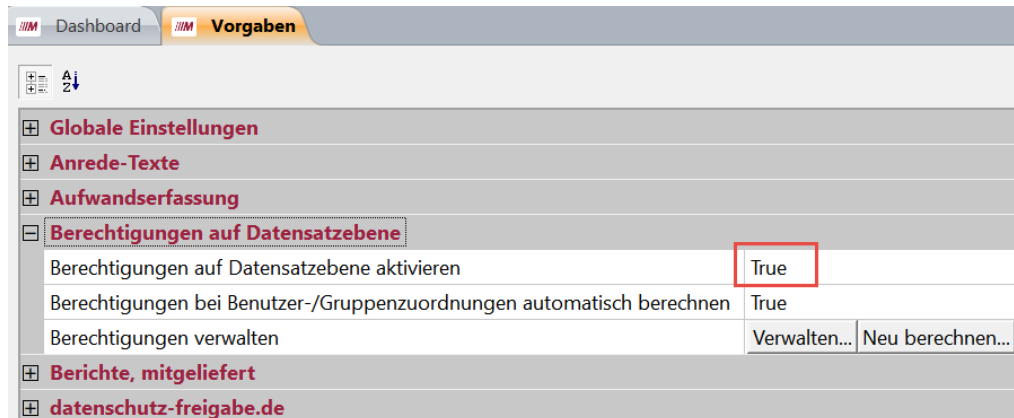 Dashboard Vorgaben
Globale Einstellungen
Anrede-Texte
Aufwandserfassung
Berechtigungen auf Datensatzebene
Berechtigungen auf Datensatzebene aktivieren True
Berechtigungen bei Benutzer-/Gruppenzuordnungen automatisch berechnen True
Berechtigungen verwalten Verwalten... Neu berechnen...
Berichte, mitgeliefert
datenschutz-freigabe.de